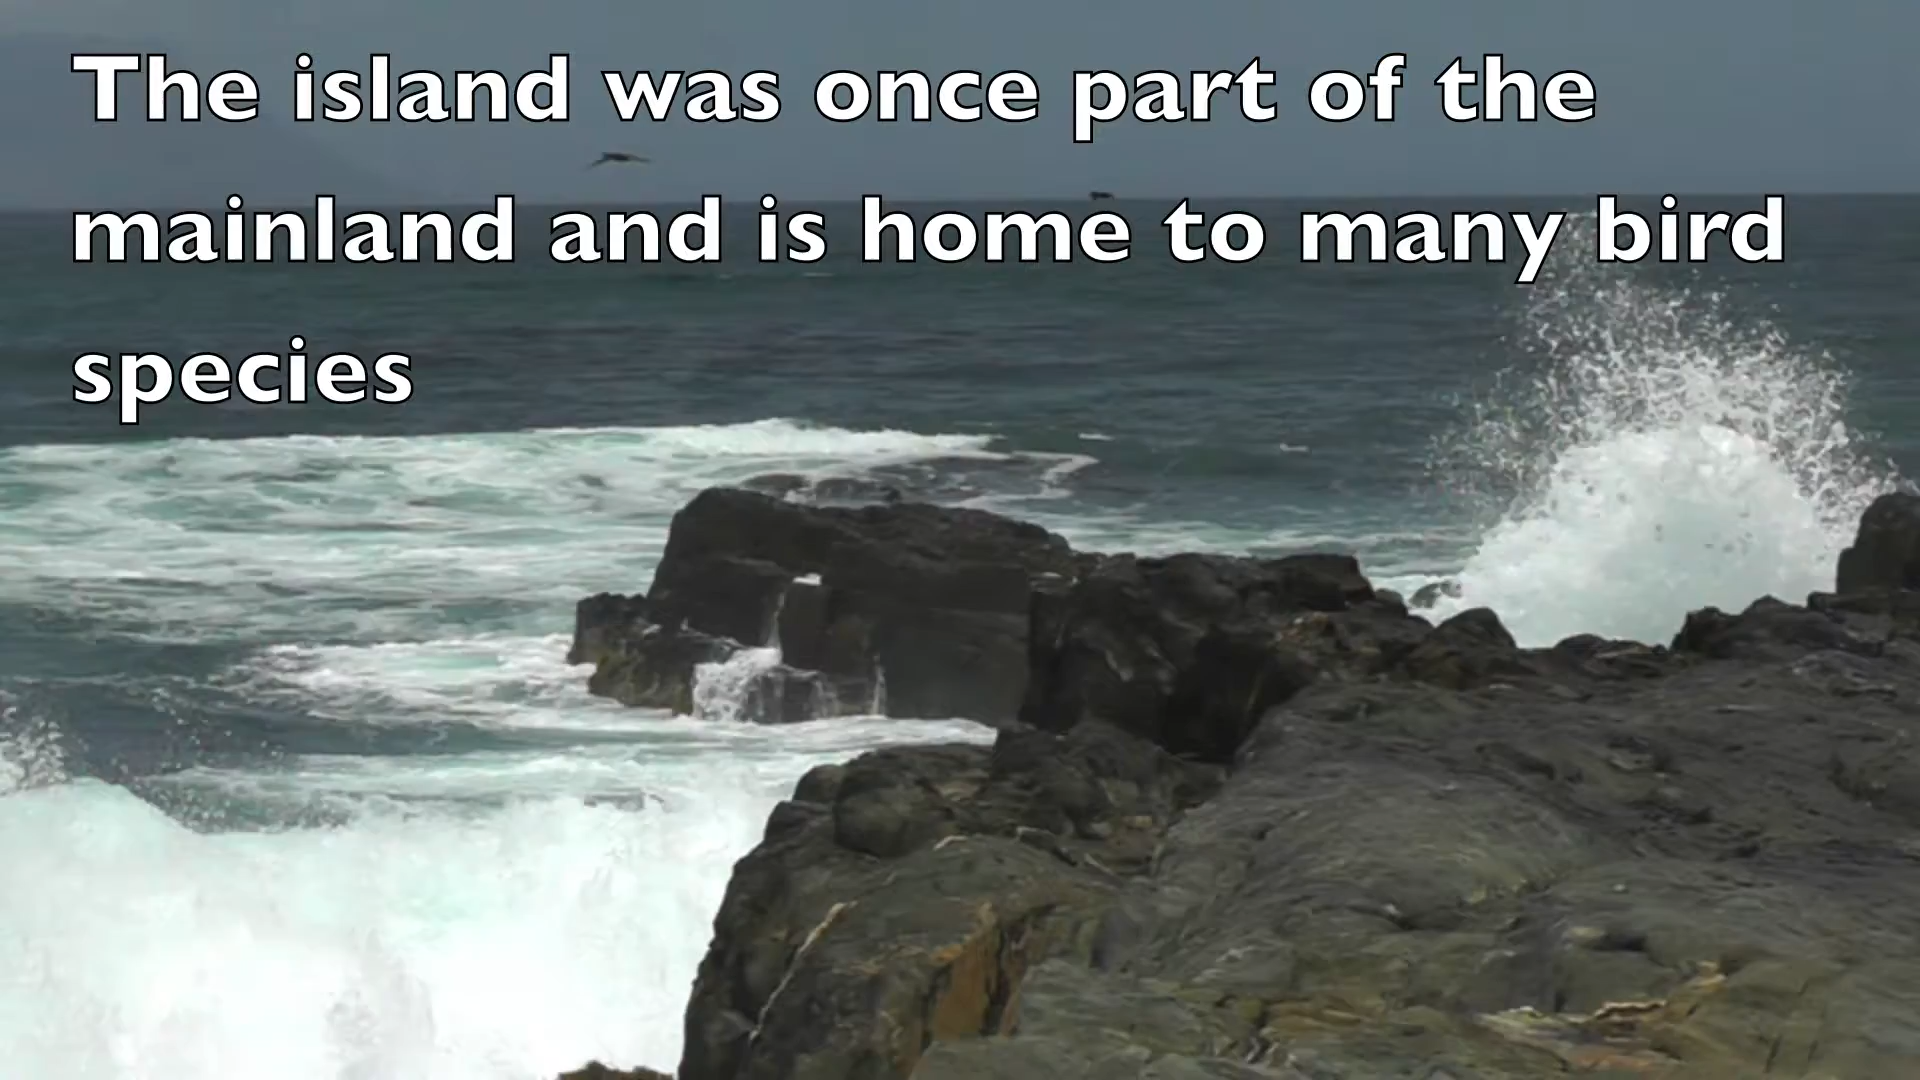 The island was once part of the
mainland and is home to many bird
species